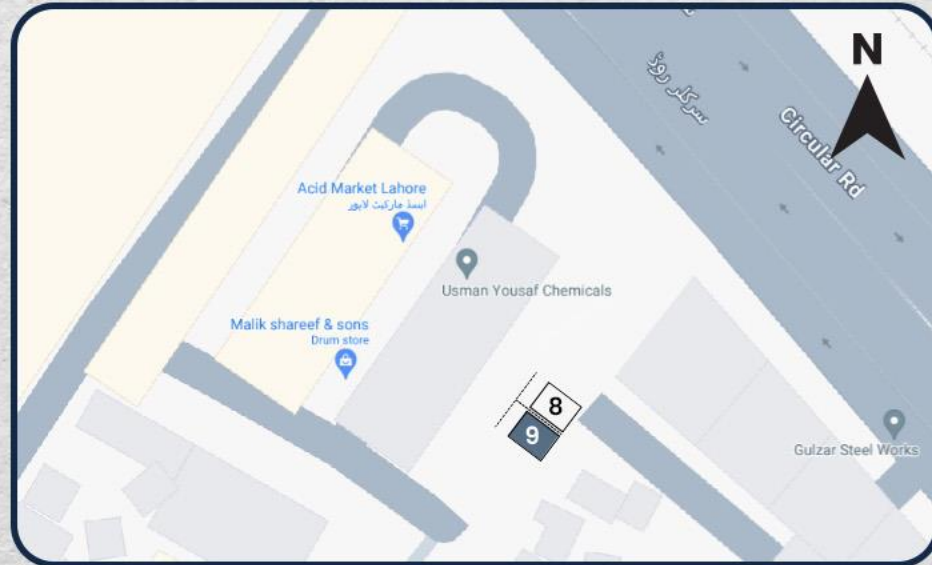 N
سرکلر روڈ
Circular Rd
Acid Market Lahore
ایسڈ مارکیٹ لاہور
Usman Yousaf Chemicals
Malik shareef & sons
Drum store
8
9
Gulzar Steel Works